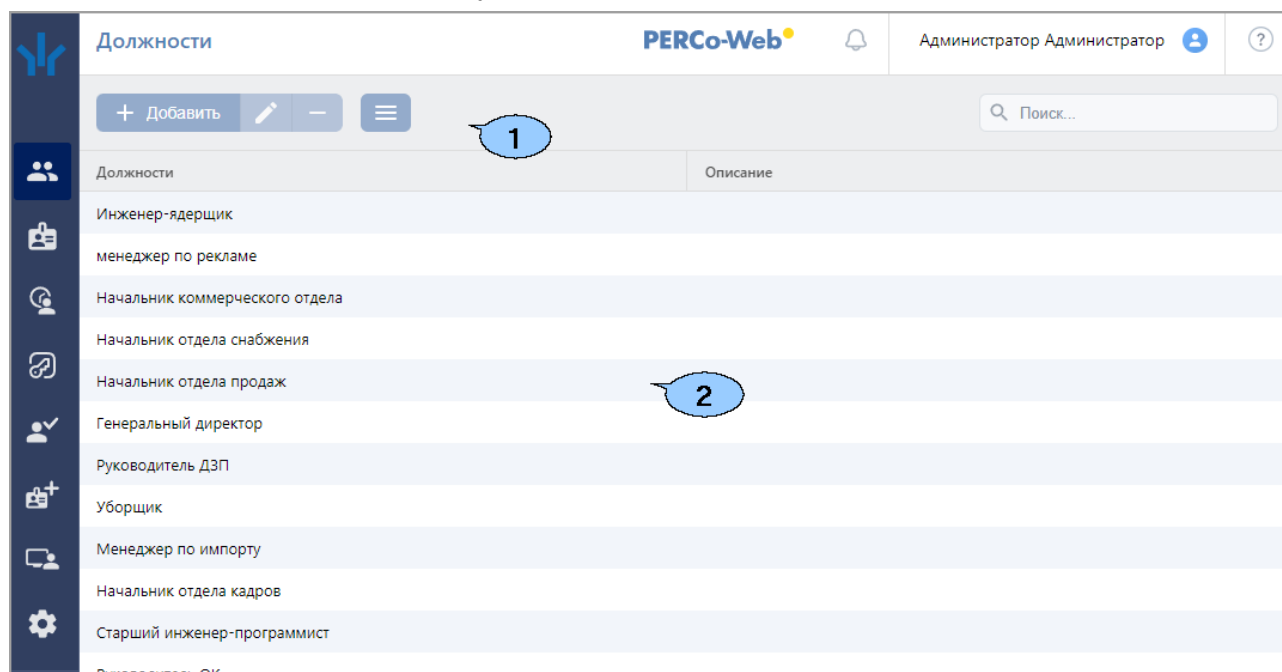 Должности PERCo-Web Администратор Администратор ?
+ Добавить Поиск...
1
Должности Описание
Инженер-ядерщик
менеджер по рекламе
Начальник коммерческого отдела
Начальник отдела снабжения
Начальник отдела продаж
2
Генеральный директор
Руководитель ДЗП
Уборщик
Менеджер по импорту
Начальник отдела кадров
Старший инженер-программист